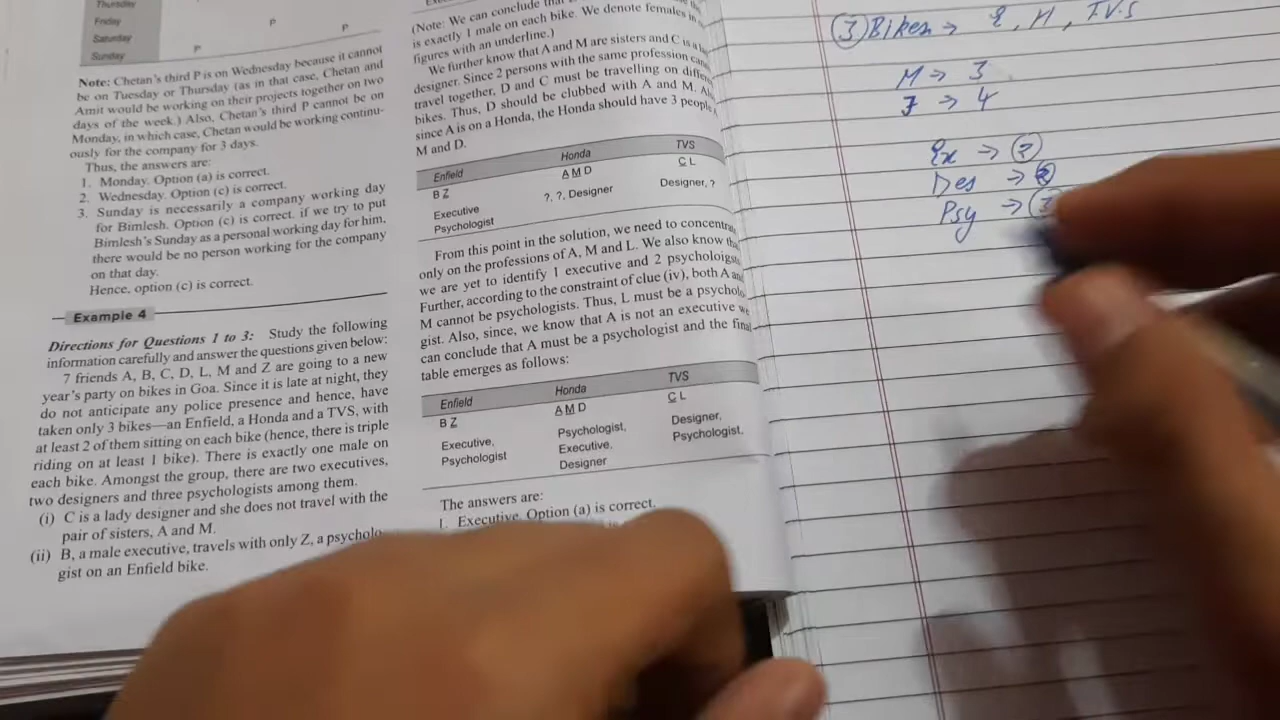 Thursday
Friday
Saturday
Sunday
P
P
P
Note: Chetan's third P is on Wednesday because it cannot
be on Tuesday or Thursday (as in that case, Chetan and
Amit would be working on their projects together on two
days of the week.) Also, Chetan's third P cannot be on
Monday, in which case, Chetan would be working continu-
ously for the company for 3 days.
Thus, the answers are:
1. Monday. Option (a) is correct.
2. Wednesday. Option (c) is correct.
3. Sunday is necessarily a company working day
for Bimlesh. Option (c) is correct. if we try to put
Bimlesh's Sunday as a personal working day for him,
there would be no person working for the company
on that day.
Hence, option (c) is correct.
Example 4
Directions for Questions 1 to 3: Study the following
information carefully and answer the questions given below:
7 friends A, B, C, D, L, M and Z are going to a new
year's party on bikes in Goa. Since it is late at night, they
do not anticipate any police presence and hence, have
taken only 3 bikes—an Enfield, a Honda and a TVS, with
at least 2 of them sitting on each bike (hence, there is triple
riding on at least 1 bike). There is exactly one male on
each bike. Amongst the group, there are two executives,
two designers and three psychologists among them.
(i) C is a lady designer and she does not travel with the
pair of sisters, A and M.
(ii) B, a male executive, travels with only Z, a psycholo-
gist on an Enfield bike.
(Note: We can conclude that
is exactly 1 male on each bike. We denote females in
figures with an underline.)
We further know that A and M are sisters and C is a
designer. Since 2 persons with the same profession
travel together, D and C must be travelling on
bikes. Thus, D should be clubbed with A and M.
since A is on a Honda, the Honda should have 3 people
M and D.
Enfield Honda TVS
B Z A M D C L
Executive ?, ?, Designer Designer, ?
Psychologist
From this point in the solution, we need to
only on the professions of A, M and L. We also know
we are yet to identify 1 executive and 2
Further, according to the constraint of clue (iv), both A
M cannot be psychologists. Thus, L must be a
gist. Also, since, we know that A is not an executive
can conclude that A must be a psychologist and the final
table emerges as follows:
Enfield Honda TVS
B Z A M D C L
Executive, Psychologist, Designer,
Psychologist Executive, Psychologist.
Designer
The answers are:
1. Executive. Option (a) is correct.
(3) Bikes → E, H, TVS
M → 3
F → 4
Ex → (2)
Des → (2)
Psy → (3)